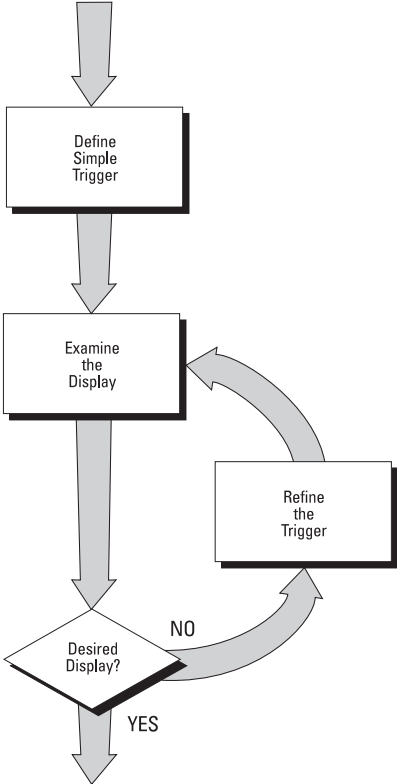 Define
Simple
Trigger
Examine
the
Display
Refine
the
Trigger
NO
Desired
Display?
YES